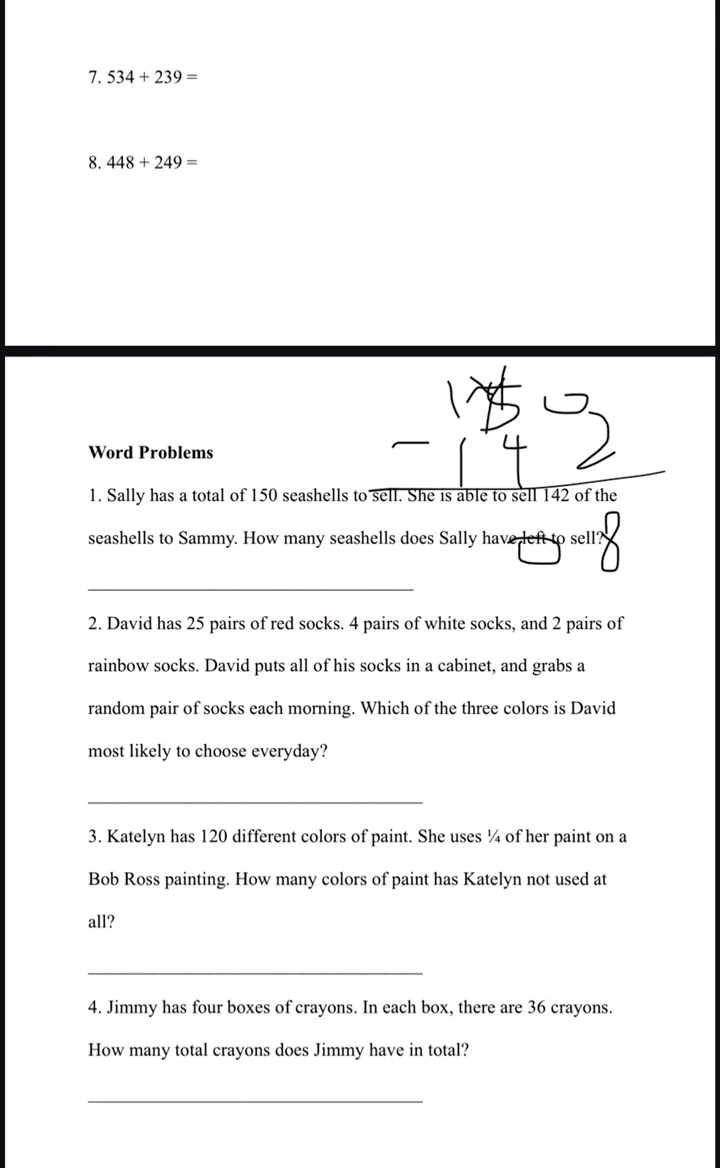 7. 534 + 239 =
8. 448 + 249 =
150
- 142
Word Problems
1. Sally has a total of 150 seashells to sell. She is able to sell 142 of the
seashells to Sammy. How many seashells does Sally have left to sell?
08
2. David has 25 pairs of red socks. 4 pairs of white socks, and 2 pairs of
rainbow socks. David puts all of his socks in a cabinet, and grabs a
random pair of socks each morning. Which of the three colors is David
most likely to choose everyday?
3. Katelyn has 120 different colors of paint. She uses ¼ of her paint on a
Bob Ross painting. How many colors of paint has Katelyn not used at
all?
4. Jimmy has four boxes of crayons. In each box, there are 36 crayons.
How many total crayons does Jimmy have in total?